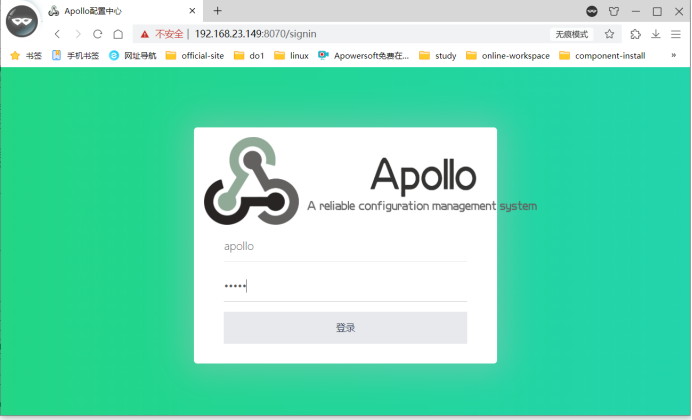 Apollo配置中心
不安全 | 192.168.23.149:8070/signin
无痕模式
书签 手机书签 网址导航 official-site do1 linux Apowersoft免费在... study online-workspace component-install »
Apollo
A reliable configuration management system
apollo
•••••
登录